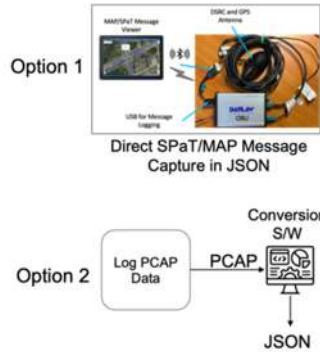 MAP/SPaT Message
Viewer
DSRC and GPS
Antenna
Option 1
USB for Message
Logging
OBU
Direct SPaT/MAP Message
Capture in JSON
Conversion
S/W
Option 2
Log PCAP
Data
PCAP
JSON